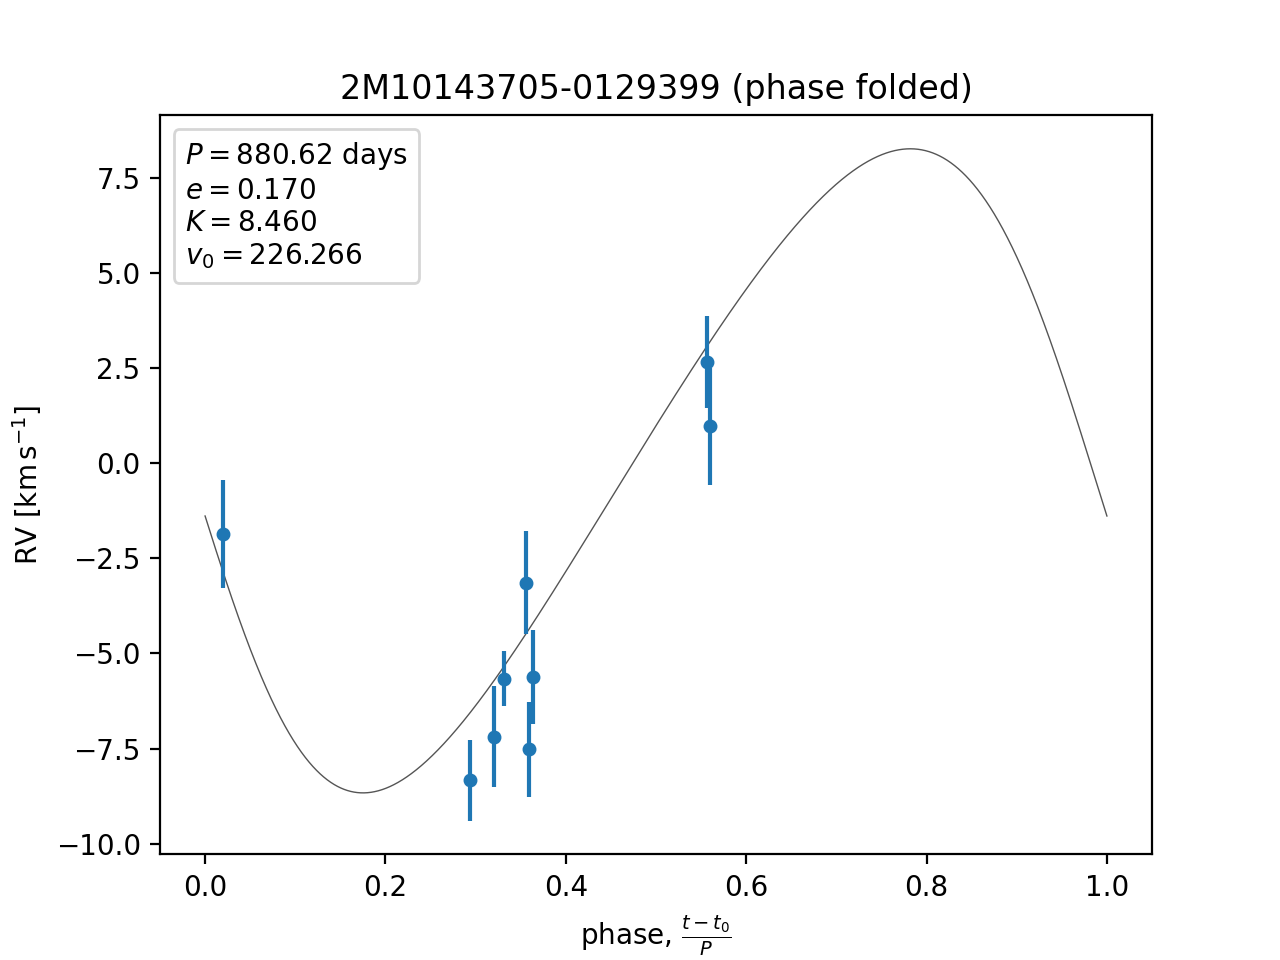 2M10143705-0129399 (phase folded)
P = 880.62 days
e = 0.170
K = 8.460
v₀ = 226.266
RV [km s⁻¹]
7.5
5.0
2.5
0.0
−2.5
−5.0
−7.5
−10.0
0.0 0.2 0.4 0.6 0.8 1.0
phase, (t − t₀)/P